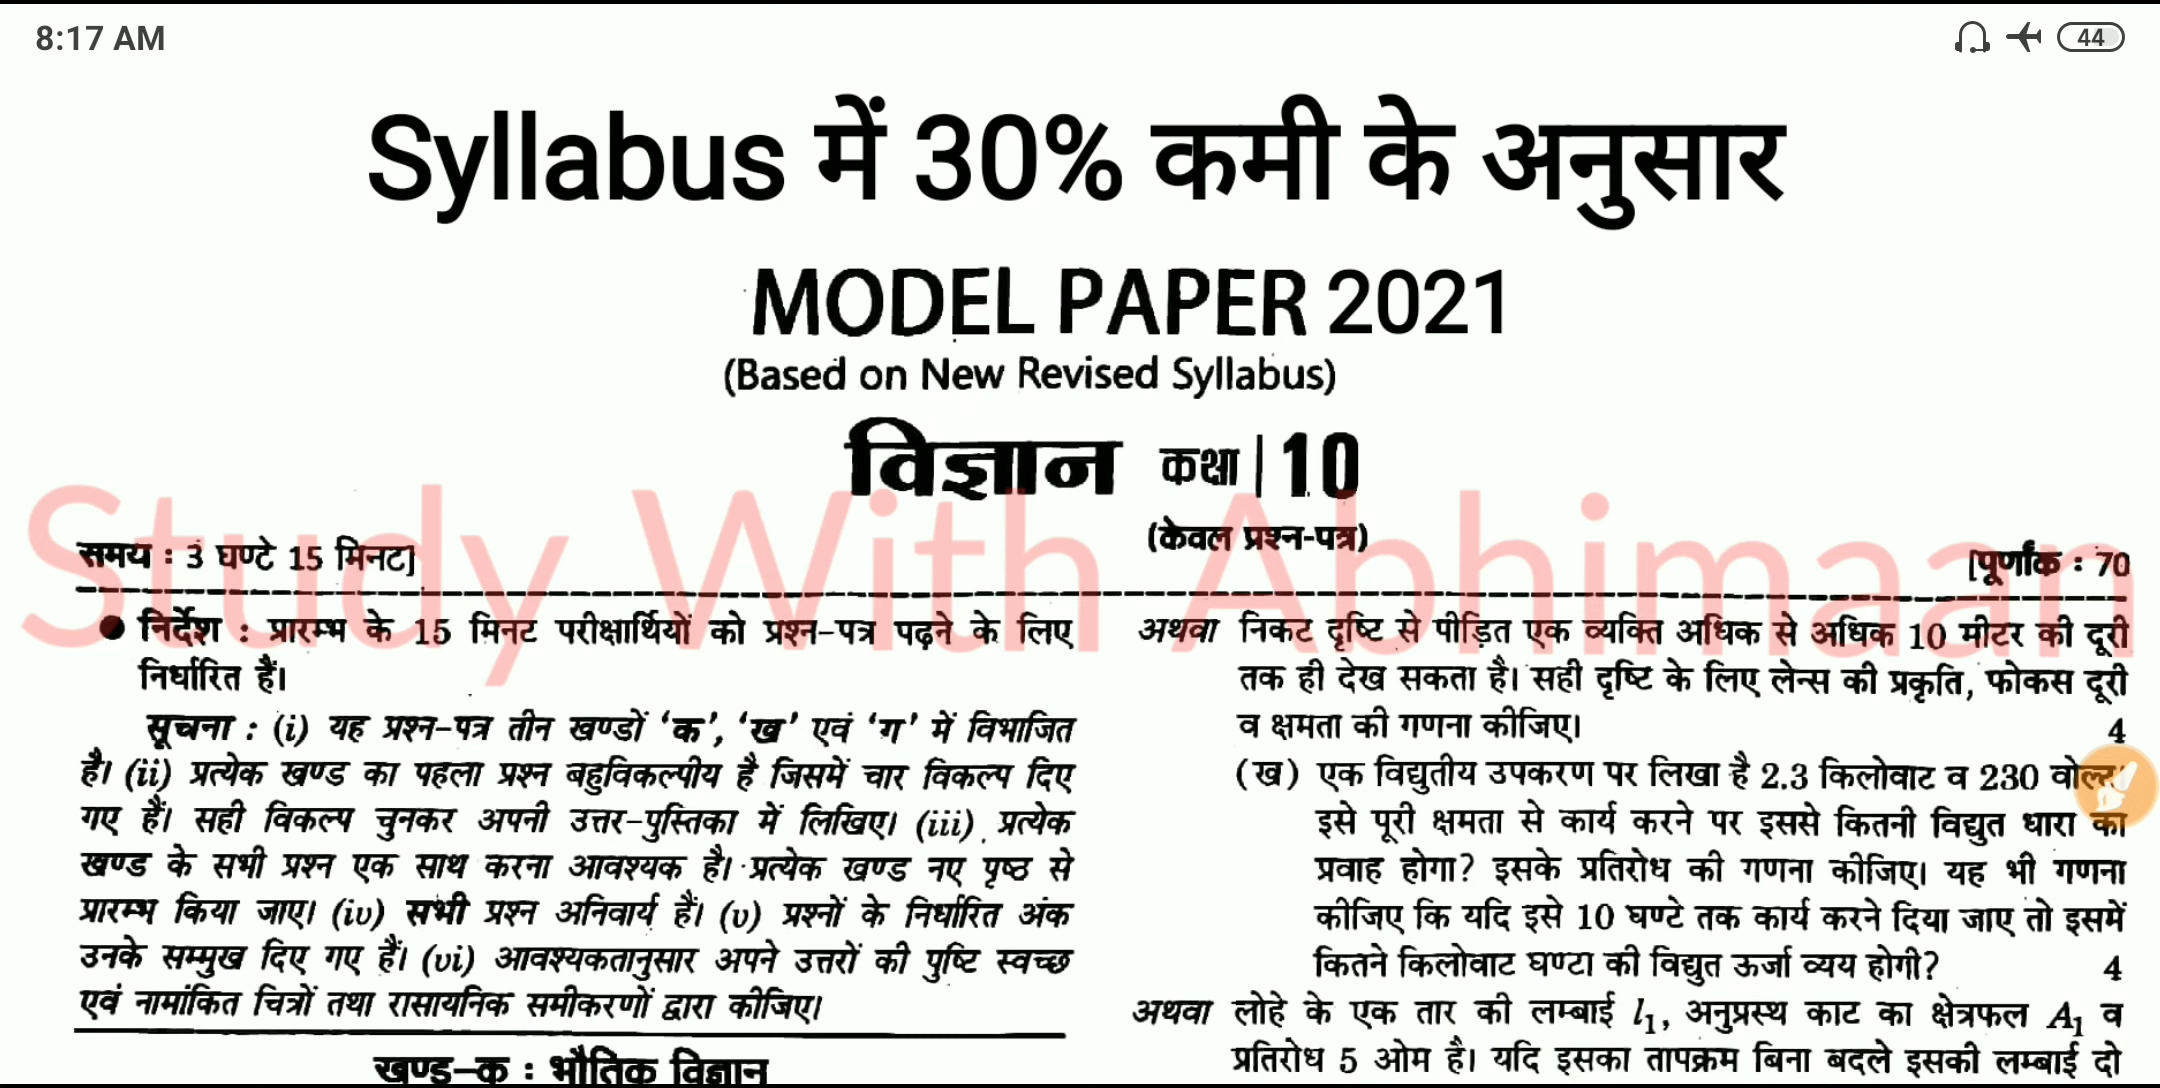 8:17 AM
44
Syllabus में 30% कमी के अनुसार
MODEL PAPER 2021
(Based on New Revised Syllabus)
विज्ञान कक्षा | 10
Study With Abhimaan
(केवल प्रश्न-पत्र)
समय : 3 घण्टे 15 मिनट]
[पूर्णांक : 70
● निर्देश : प्रारम्भ के 15 मिनट परीक्षार्थियों को प्रश्न-पत्र पढ़ने के लिए
निर्धारित हैं।
सूचना : (i) यह प्रश्न-पत्र तीन खण्डों ‘क’, ‘ख’ एवं ‘ग’ में विभाजित
है। (ii) प्रत्येक खण्ड का पहला प्रश्न बहुविकल्पीय है जिसमें चार विकल्प दिए
गए हैं। सही विकल्प चुनकर अपनी उत्तर-पुस्तिका में लिखिए। (iii) प्रत्येक
खण्ड के सभी प्रश्न एक साथ करना आवश्यक है। प्रत्येक खण्ड नए पृष्ठ से
प्रारम्भ किया जाए। (iv) सभी प्रश्न अनिवार्य हैं। (v) प्रश्नों के निर्धारित अंक
उनके सम्मुख दिए गए हैं। (vi) आवश्यकतानुसार अपने उत्तरों की पुष्टि स्वच्छ
एवं नामांकित चित्रों तथा रासायनिक समीकरणों द्वारा कीजिए।
खण्ड-क : भौतिक विज्ञान
अथवा निकट दृष्टि से पीड़ित एक व्यक्ति अधिक से अधिक 10 मीटर की दूरी
तक ही देख सकता है। सही दृष्टि के लिए लेन्स की प्रकृति, फोकस दूरी
व क्षमता की गणना कीजिए। 4
(ख) एक विद्युतीय उपकरण पर लिखा है 2.3 किलोवाट व 230 वोल्ट
इसे पूरी क्षमता से कार्य करने पर इससे कितनी विद्युत धारा का
प्रवाह होगा? इसके प्रतिरोध की गणना कीजिए। यह भी गणना
कीजिए कि यदि इसे 10 घण्टे तक कार्य करने दिया जाए तो इसमें
कितने किलोवाट घण्टा की विद्युत ऊर्जा व्यय होगी? 4
अथवा लोहे के एक तार की लम्बाई l₁, अनुप्रस्थ काट का क्षेत्रफल A₁ व
प्रतिरोध 5 ओम है। यदि इसका तापक्रम बिना बदले इसकी लम्बाई दो